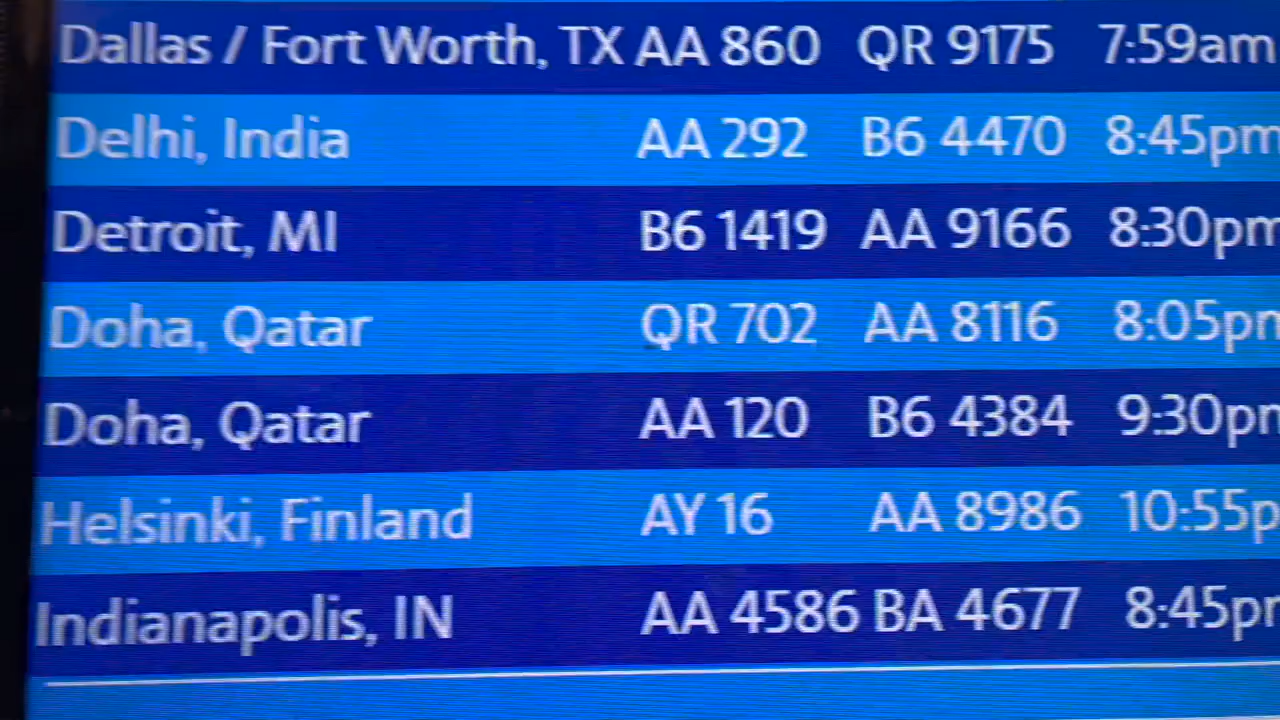 Dallas / Fort Worth, TX AA 860 QR 9175 7:59am
Delhi, India AA 292 B6 4470 8:45pm
Detroit, MI B6 1419 AA 9166 8:30pm
Doha, Qatar QR 702 AA 8116 8:05pm
Doha, Qatar AA 120 B6 4384 9:30pm
Helsinki, Finland AY 16 AA 8986 10:55p
Indianapolis, IN AA 4586 BA 4677 8:45pm